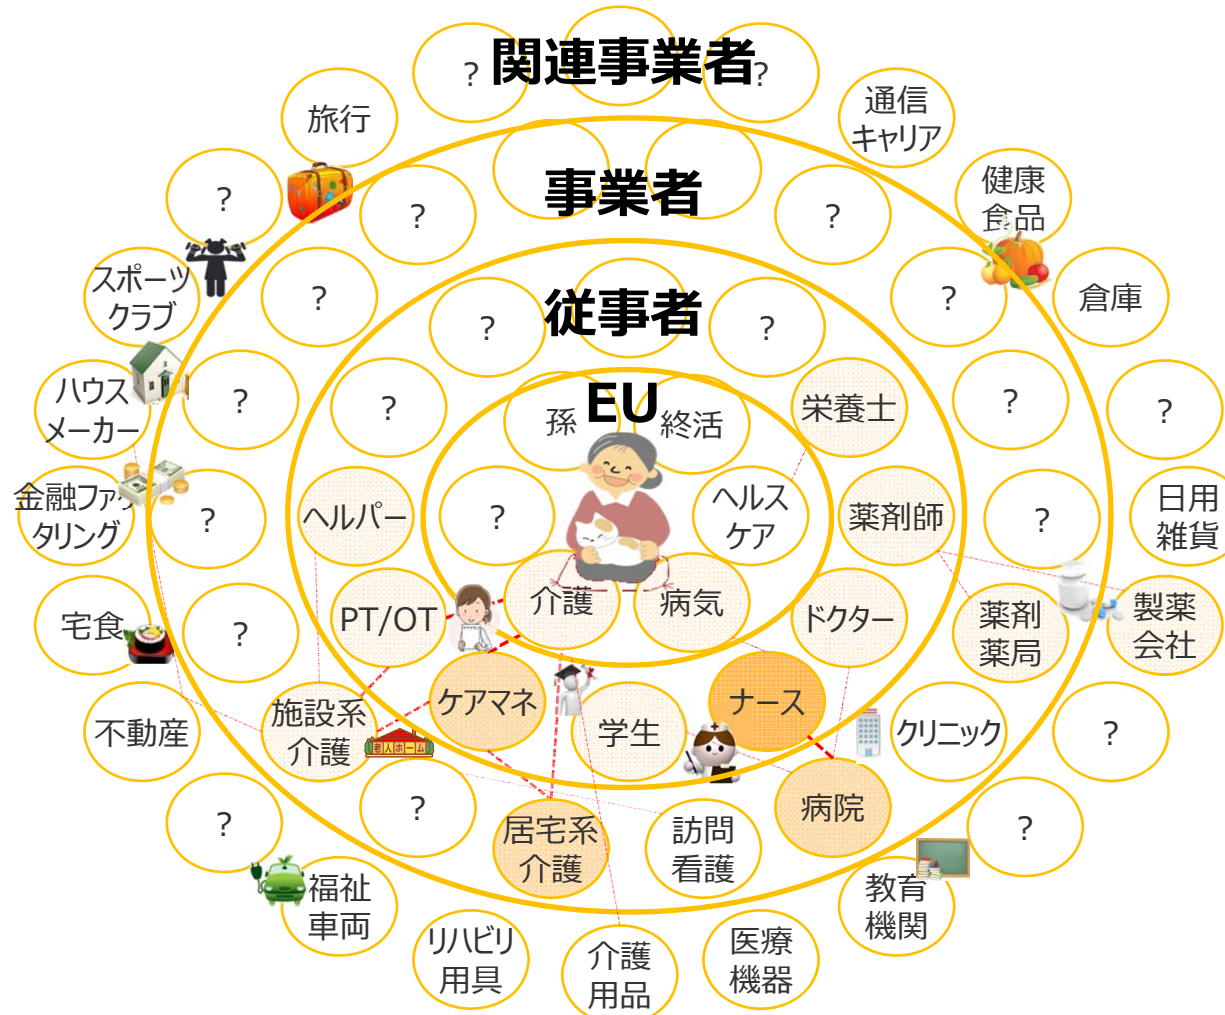 関連事業者
?
?
旅行
通信
キャリア
?
健康
食品
スポーツ
クラブ
倉庫
ハウス
メーカー
?
金融ファク
タリング
日用
雑貨
宅食
製薬
会社
不動産
?
?
?
福祉
車両
教育
機関
リハビリ
用具
介護
用品
医療
機器
事業者
?
?
?
?
?
?
?
?
?
薬剤
薬局
施設系
介護
クリニック
?
病院
居宅系
介護
訪問
看護
従事者
?
?
?
栄養士
ヘルパー
薬剤師
PT/OT
ドクター
ケアマネ
ナース
学生
EU
孫
終活
?
ヘルス
ケア
介護
病気
老人ホーム